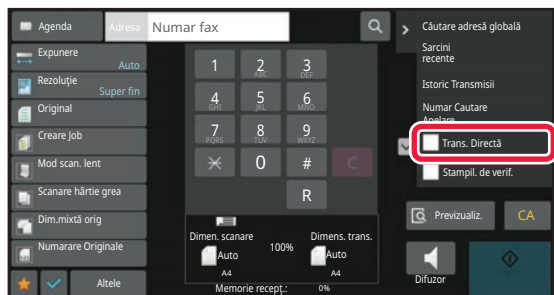 Agenda
Adresa
Numar fax
Căutare adresă globală
Expunere
Auto
Sarcini
recente
Rezoluție
Super fin
Istoric Transmisii
Original
Numar Cautare
Apelare
Creare Job
Trans. Directă
Mod scan. lent
Stampil. de verif.
Scanare hârtie grea
Dim.mixtă orig
Numarare Originale
Altele
1
2
ABC
3
DEF
4
GHI
5
JKL
6
MNO
7
PQRS
8
TUV
9
WXYZ
0
#
C
R
Dimen. scanare
100%
Dimens. trans.
Auto
Auto
A4
A4
Memorie recepț.:
0%
Previzualiz.
CA
Difuzor